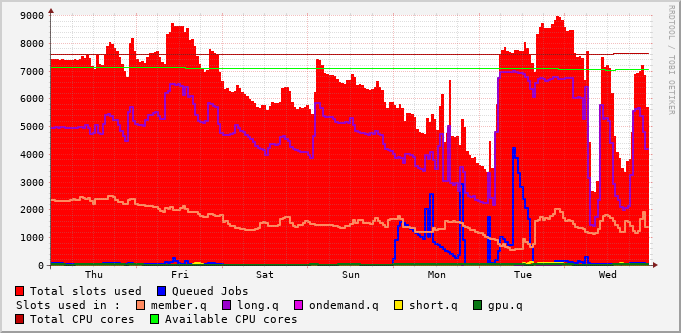 9000
8000
7000
6000
5000
4000
3000
2000
1000
0
Thu Fri Sat Sun Mon Tue Wed
RRDTOOL / TOBI OETIKER
Total slots used Queued Jobs
Slots used in : member.q long.q ondemand.q short.q gpu.q
Total CPU cores Available CPU cores